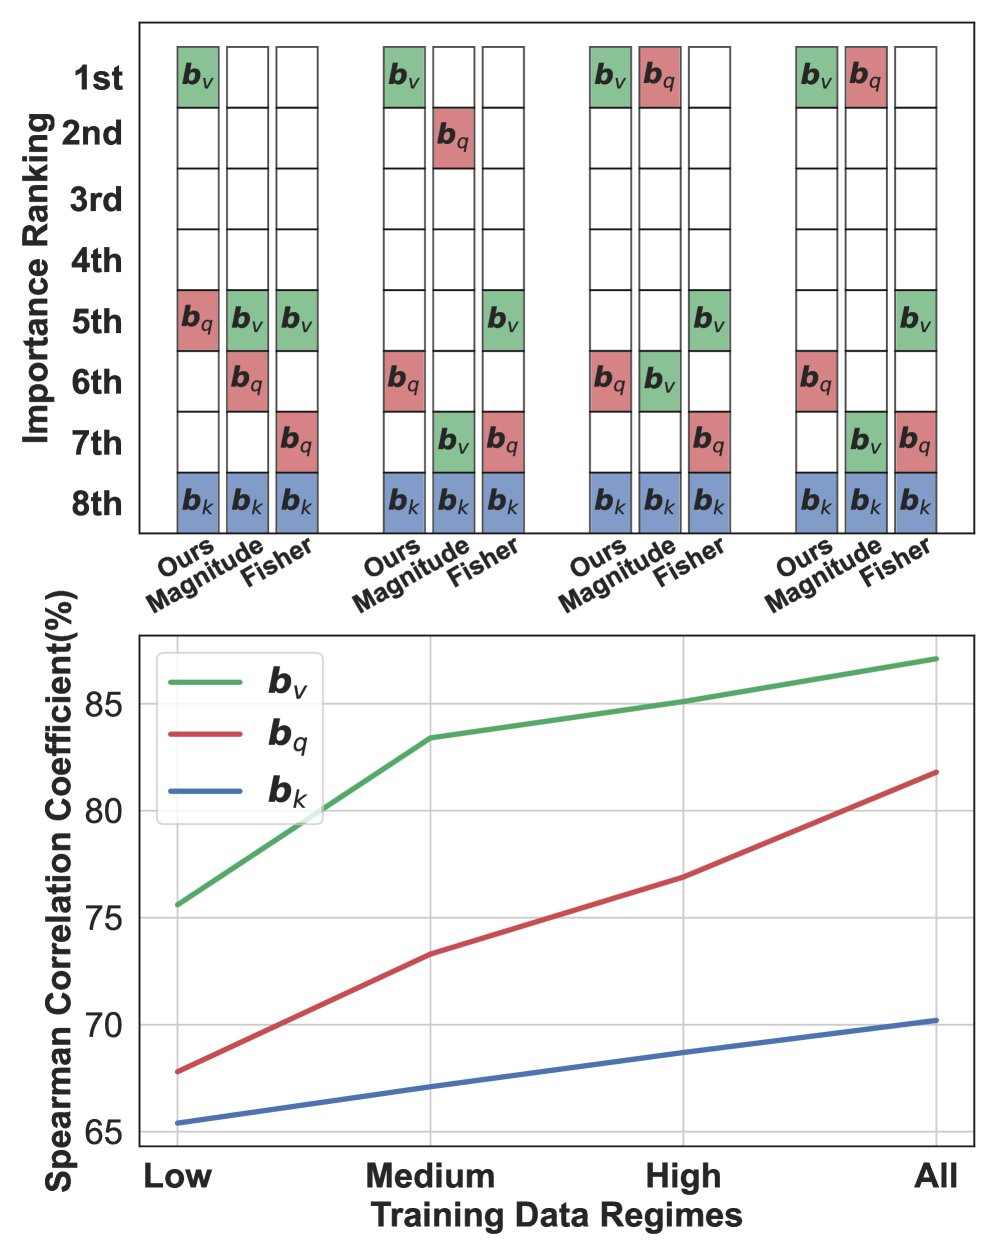 Importance Ranking
1st b_v b_v b_v b_q b_v b_q
2nd b_q
3rd
4th
5th b_q b_v b_v b_v b_v b_v
6th b_q b_q b_q b_v b_q
7th b_q b_v b_q b_q b_v b_q
8th b_k b_k b_k b_k b_k b_k b_k b_k b_k b_k b_k b_k
Ours Magnitude Fisher Ours Magnitude Fisher Ours Magnitude Fisher Ours Magnitude Fisher
Spearman Correlation Coefficient(%)
b_v
b_q
b_k
85
80
75
70
65
Low Medium High All
Training Data Regimes